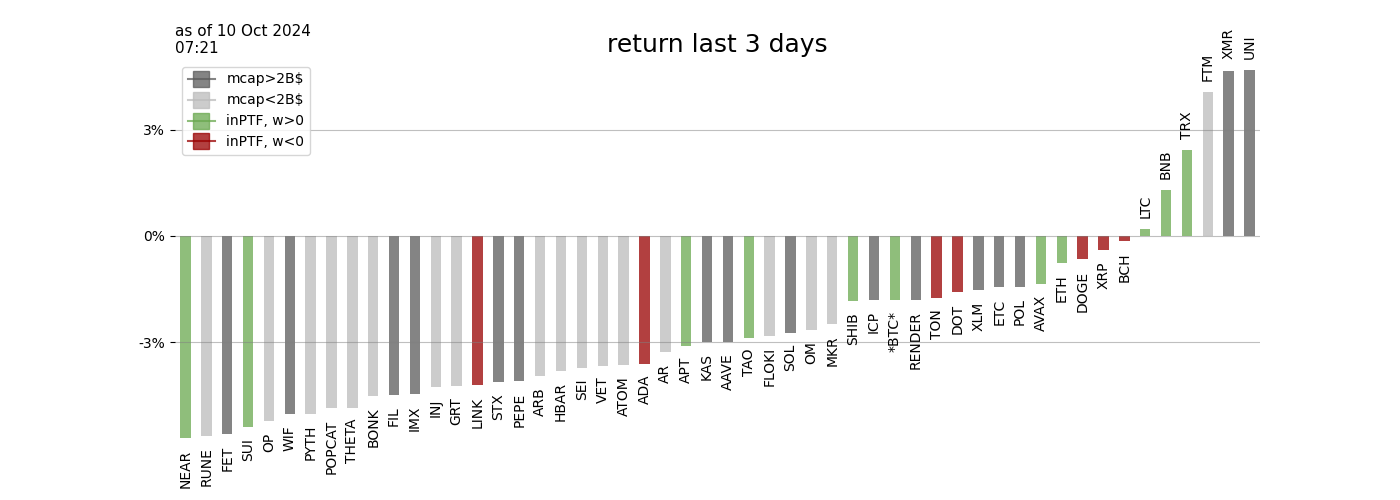 as of 10 Oct 2024
07:21
return last 3 days
mcap>2B$
mcap<2B$
inPTF, w>0
inPTF, w<0
3%
0%
-3%
NEAR
RUNE
FET
SUI
OP
WIF
PYTH
POPCAT
THETA
BONK
FIL
IMX
INJ
GRT
LINK
STX
PEPE
ARB
HBAR
SEI
VET
ATOM
ADA
AR
APT
KAS
AAVE
TAO
FLOKI
SOL
OM
MKR
SHIB
ICP
*BTC*
RENDER
TON
DOT
XLM
ETC
POL
AVAX
ETH
DOGE
XRP
BCH
LTC
BNB
TRX
FTM
XMR
UNI